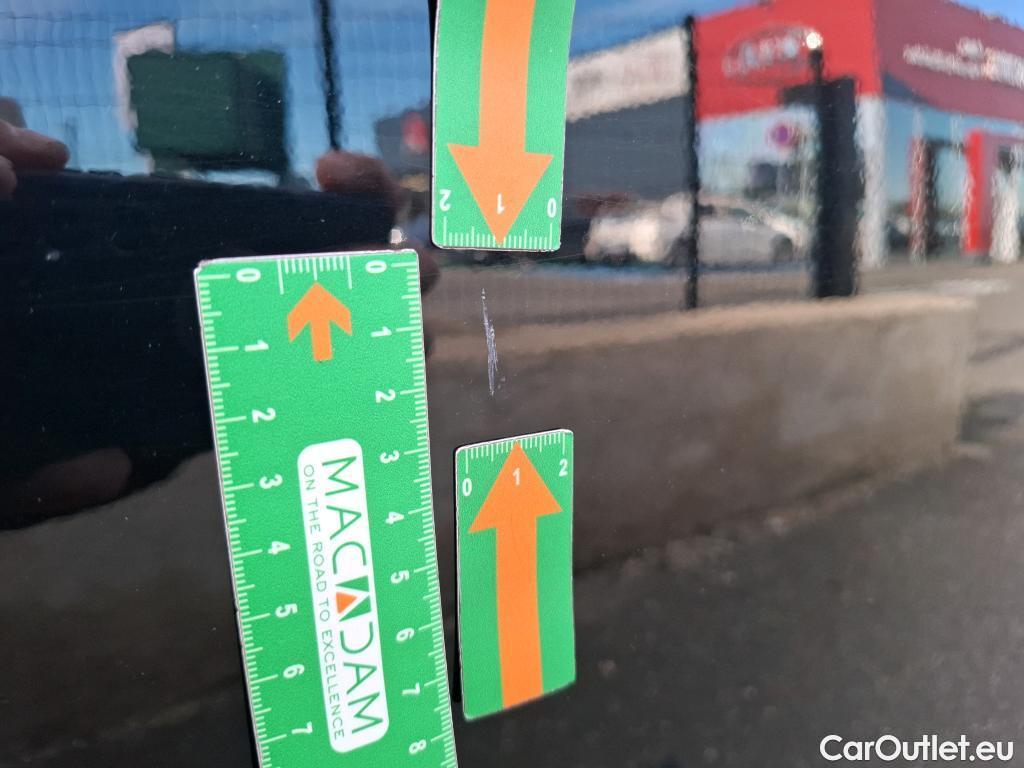 2 1 0
0 0
1 1
2 2
3 3
4 4
5 5
6 6
7 7
8
MACADAM
ON THE ROAD TO EXCELLENCE
0 1 2
CarOutlet.eu